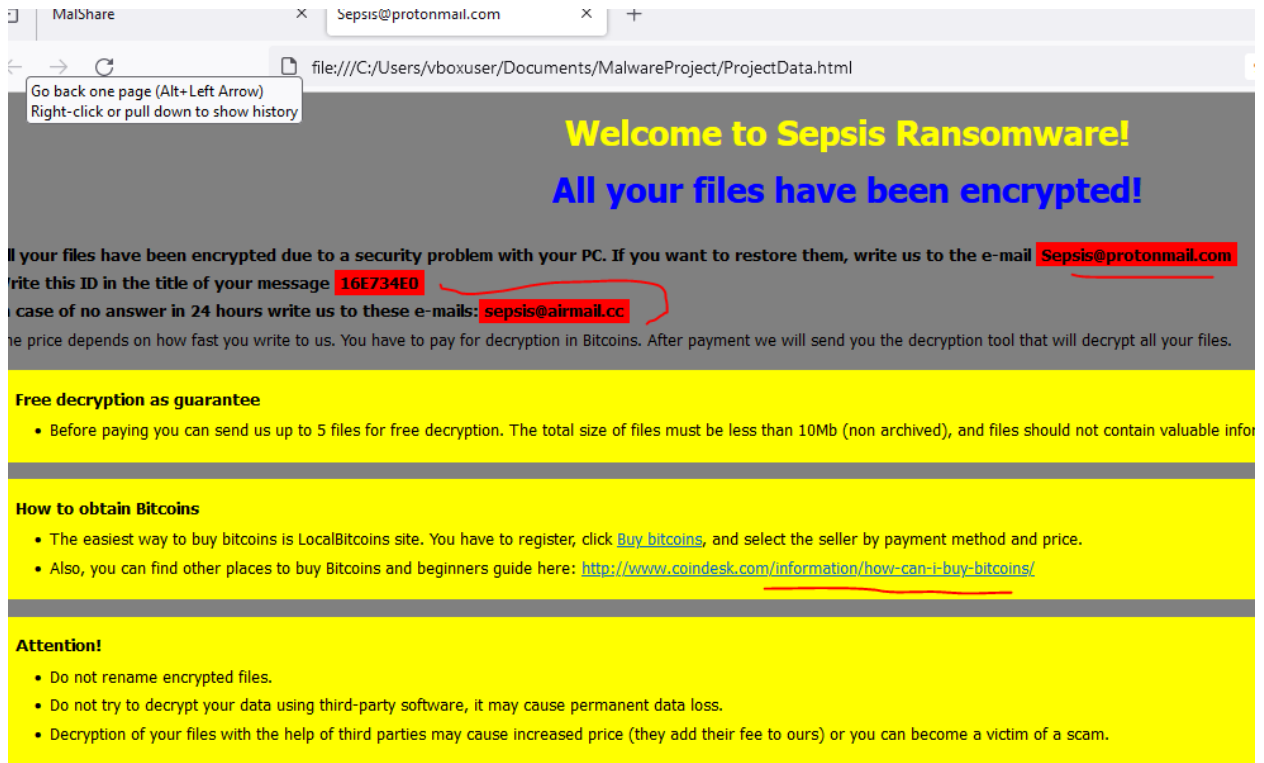 MalShare
Sepsis@protonmail.com
file:///C:/Users/vboxuser/Documents/MalwareProject/ProjectData.html
Go back one page (Alt+Left Arrow)
Right-click or pull down to show history
Welcome to Sepsis Ransomware!
All your files have been encrypted!
ll your files have been encrypted due to a security problem with your PC. If you want to restore them, write us to the e-mail Sepsis@protonmail.com
rite this ID in the title of your message 16E734E0
case of no answer in 24 hours write us to these e-mails: sepsis@airmail.cc
he price depends on how fast you write to us. You have to pay for decryption in Bitcoins. After payment we will send you the decryption tool that will decrypt all your files.
Free decryption as guarantee
• Before paying you can send us up to 5 files for free decryption. The total size of files must be less than 10Mb (non archived), and files should not contain valuable infor
How to obtain Bitcoins
• The easiest way to buy bitcoins is LocalBitcoins site. You have to register, click Buy bitcoins, and select the seller by payment method and price.
• Also, you can find other places to buy Bitcoins and beginners guide here: http://www.coindesk.com/information/how-can-i-buy-bitcoins/
Attention!
• Do not rename encrypted files.
• Do not try to decrypt your data using third-party software, it may cause permanent data loss.
• Decryption of your files with the help of third parties may cause increased price (they add their fee to ours) or you can become a victim of a scam.